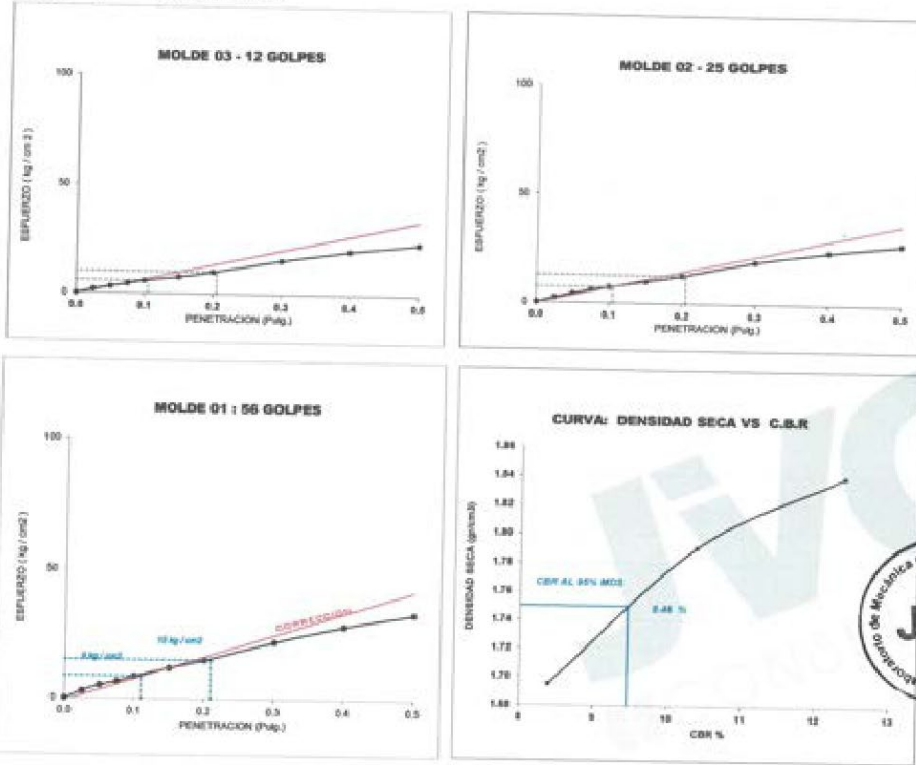 MOLDE 03 - 12 GOLPES
100
50
0
ESFUERZO ( kg / cm 2 )
0.0 0.1 0.2 0.3 0.4 0.5
PENETRACION (Pulg.)
MOLDE 02 - 25 GOLPES
100
50
0
ESFUERZO ( kg / cm2 )
0.0 0.1 0.2 0.3 0.4 0.5
PENETRACION (Pulg.)
MOLDE 01 : 56 GOLPES
100
50
0
ESFUERZO ( kg / cm2 )
CORRECCION
15 kg / cm2
9 kg / cm2
0.0 0.1 0.2 0.3 0.4 0.5
PENETRACION (Pulg.)
CURVA: DENSIDAD SECA VS C.B.R
1.86
1.84
1.82
1.80
1.78
1.76
1.74
1.72
1.70
1.68
DENSIDAD SECA (gr/cm3)
CBR AL 95% MDS
9.46 %
8 9 10 11 12 13
CBR %
Laboratorio de Mecánica